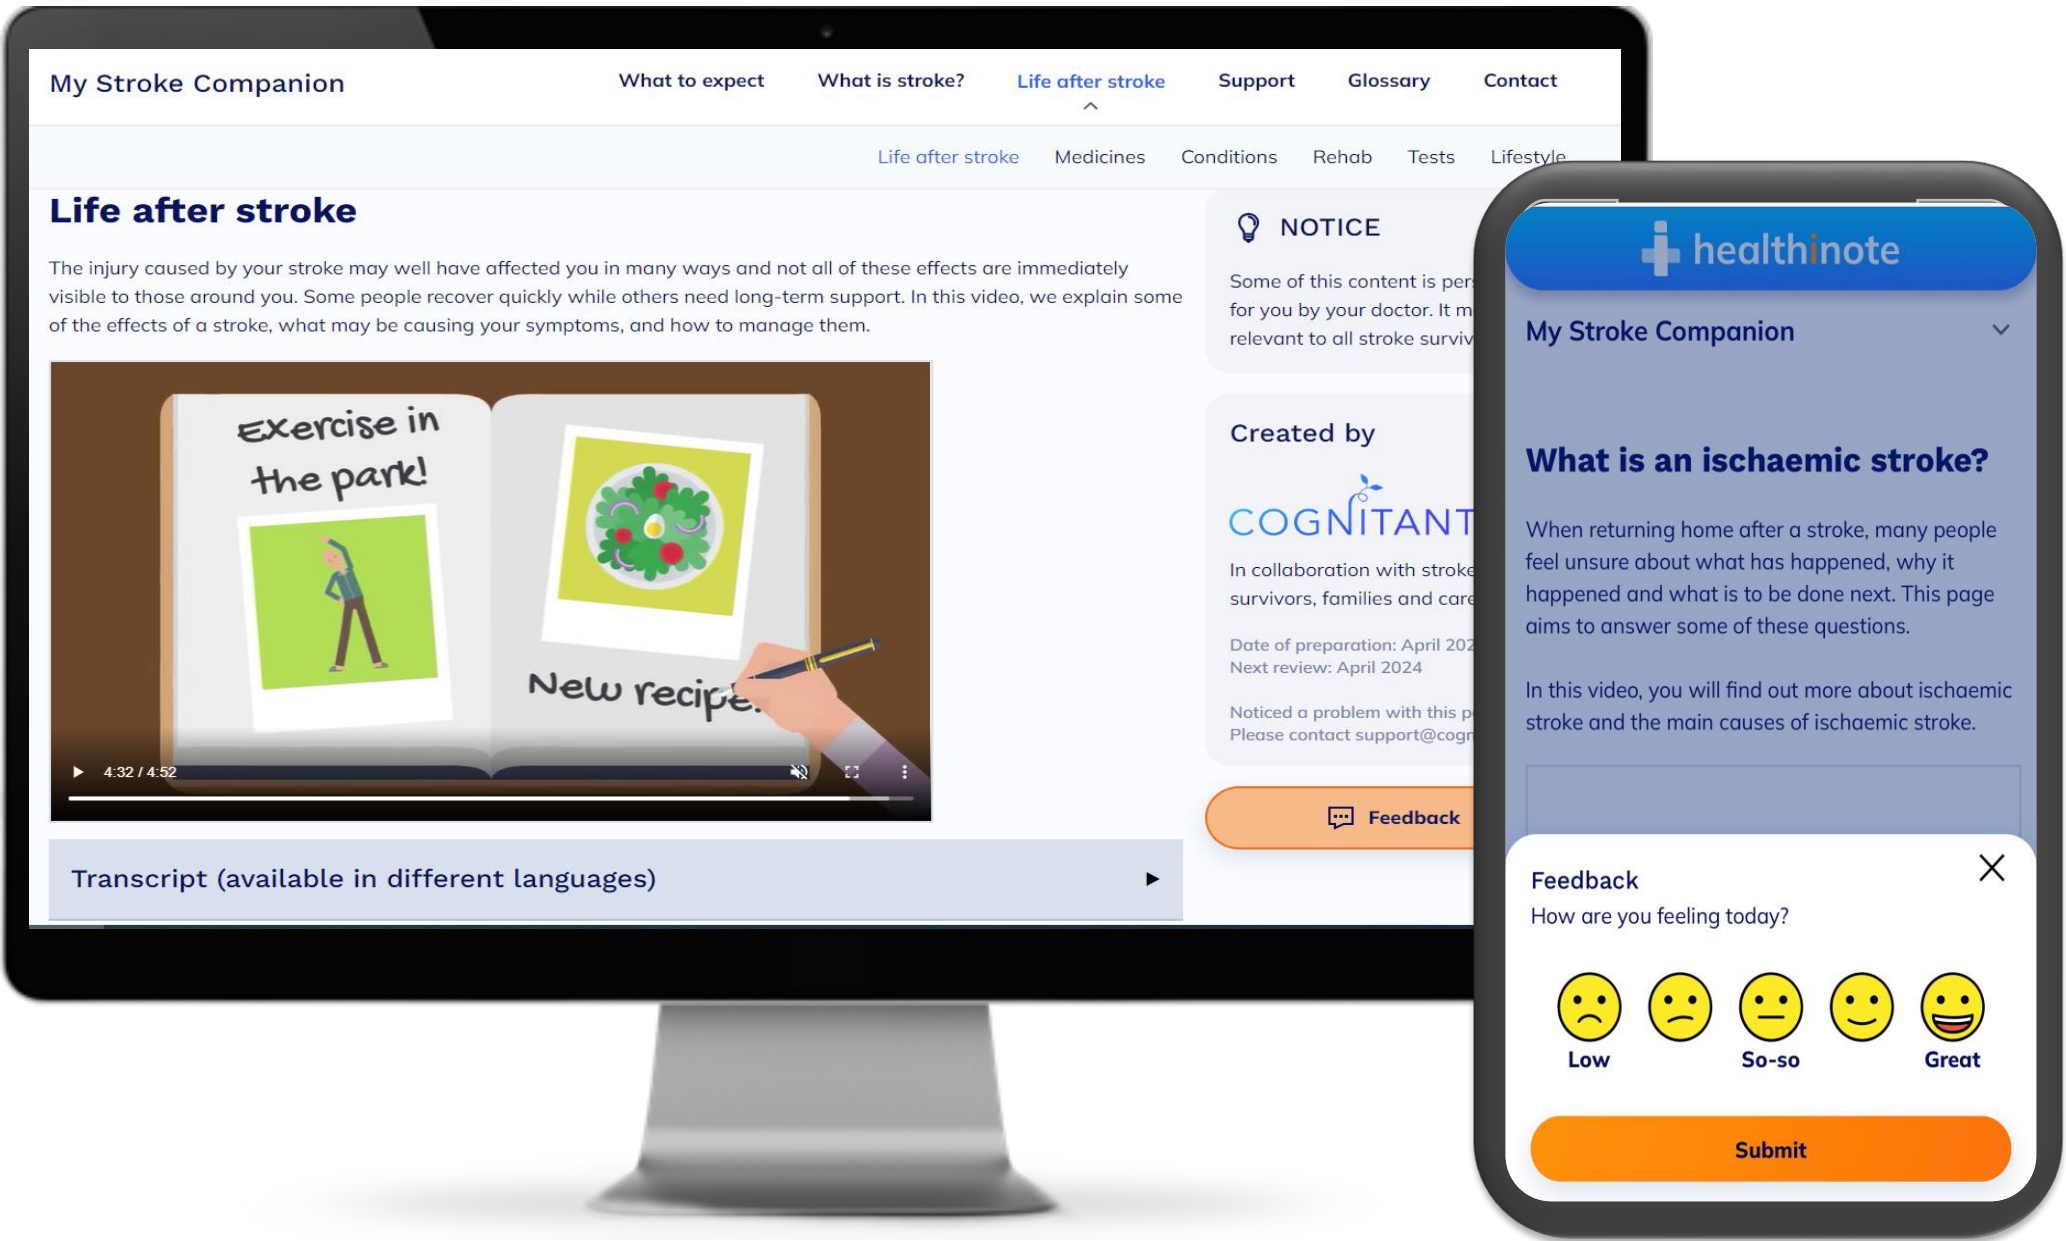 My Stroke Companion
What to expect
What is stroke?
Life after stroke
Support
Glossary
Contact
Life after stroke
Medicines
Conditions
Rehab
Tests
Lifestyle
Life after stroke
The injury caused by your stroke may well have affected you in many ways and not all of these effects are immediately
visible to those around you. Some people recover quickly while others need long-term support. In this video, we explain some
of the effects of a stroke, what may be causing your symptoms, and how to manage them.
Exercise in
the park!
New recipe!
4:32 / 4:52
Transcript (available in different languages)
NOTICE
Some of this content is
for you by your doctor. It
relevant to all stroke
Created by
COGNITANT
In collaboration with stroke
survivors, families and
Date of preparation: April
Next review: April 2024
Noticed a problem with this
Please contact
Feedback
healthinote
My Stroke Companion
What is an ischaemic stroke?
When returning home after a stroke, many people
feel unsure about what has happened, why it
happened and what is to be done next. This page
aims to answer some of these questions.
In this video, you will find out more about ischaemic
stroke and the main causes of ischaemic stroke.
Feedback
How are you feeling today?
Low
So-so
Great
Submit